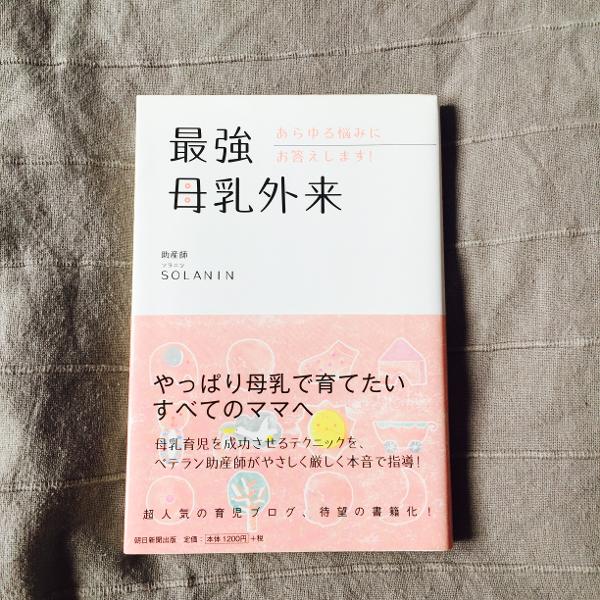 最強
あらゆる悩みに
お答えします!
母乳外来
助産師
ソラニン
SOLANIN
やっぱり母乳で育てたい
すべてのママへ
母乳育児を成功させるテクニックを、
ベテラン助産師がやさしく厳しく本音で指導!
超人気の育児ブログ、待望の書籍化!
朝日新聞出版 定価:本体1200円+税